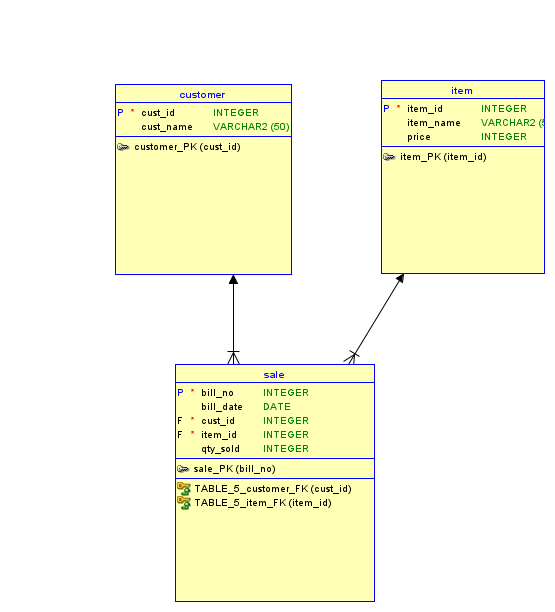 customer
P * cust_id INTEGER
cust_name VARCHAR2 (50)
customer_PK (cust_id)
item
P * item_id INTEGER
item_name VARCHAR2
price INTEGER
item_PK (item_id)
sale
P * bill_no INTEGER
bill_date DATE
F * cust_id INTEGER
F * item_id INTEGER
qty_sold INTEGER
sale_PK (bill_no)
TABLE_5_customer_FK (cust_id)
TABLE_5_item_FK (item_id)